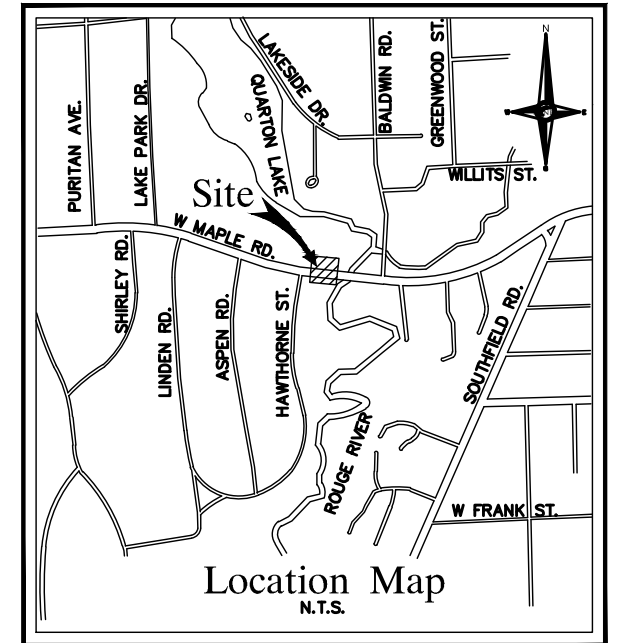 N
LAKESIDE DR.
BALDWIN RD.
GREENWOOD ST.
PURITAN AVE.
LAKE PARK DR.
QUARTON LAKE
WILLITS ST.
Site
W MAPLE RD.
SHIRLEY RD.
LINDEN RD.
ASPEN RD.
HAWTHORNE ST.
SOUTHFIELD RD.
ROUGE RIVER
W FRANK ST.
Location Map
N.T.S.